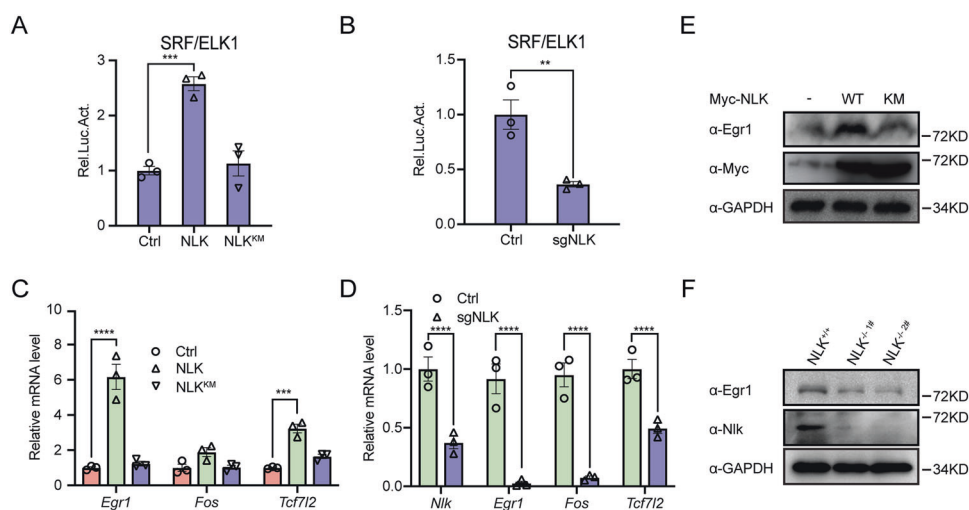 A
SRF/ELK1
***
Rel.Luc.Act.
3
2
1
0
Ctrl NLK NLKᴷᴹ
B
SRF/ELK1
**
Rel.Luc.Act.
1.5
1.0
0.5
0.0
Ctrl sgNLK
E
Myc-NLK - WT KM
α-Egr1 −72KD
α-Myc −72KD
α-GAPDH −34KD
C
Relative mRNA level
10
8
6
4
2
0
****
***
Ctrl
NLK
NLKᴷᴹ
Egr1 Fos Tcf7l2
D
Relative mRNA level
1.5
1.0
0.5
0.0
Ctrl
sgNLK
**** **** **** ****
Nlk Egr1 Fos Tcf7l2
F
NLK⁺/⁺ NLK⁻/⁻ 1# NLK⁻/⁻ 2#
α-Egr1 −72KD
α-Nlk −72KD
α-GAPDH −34KD